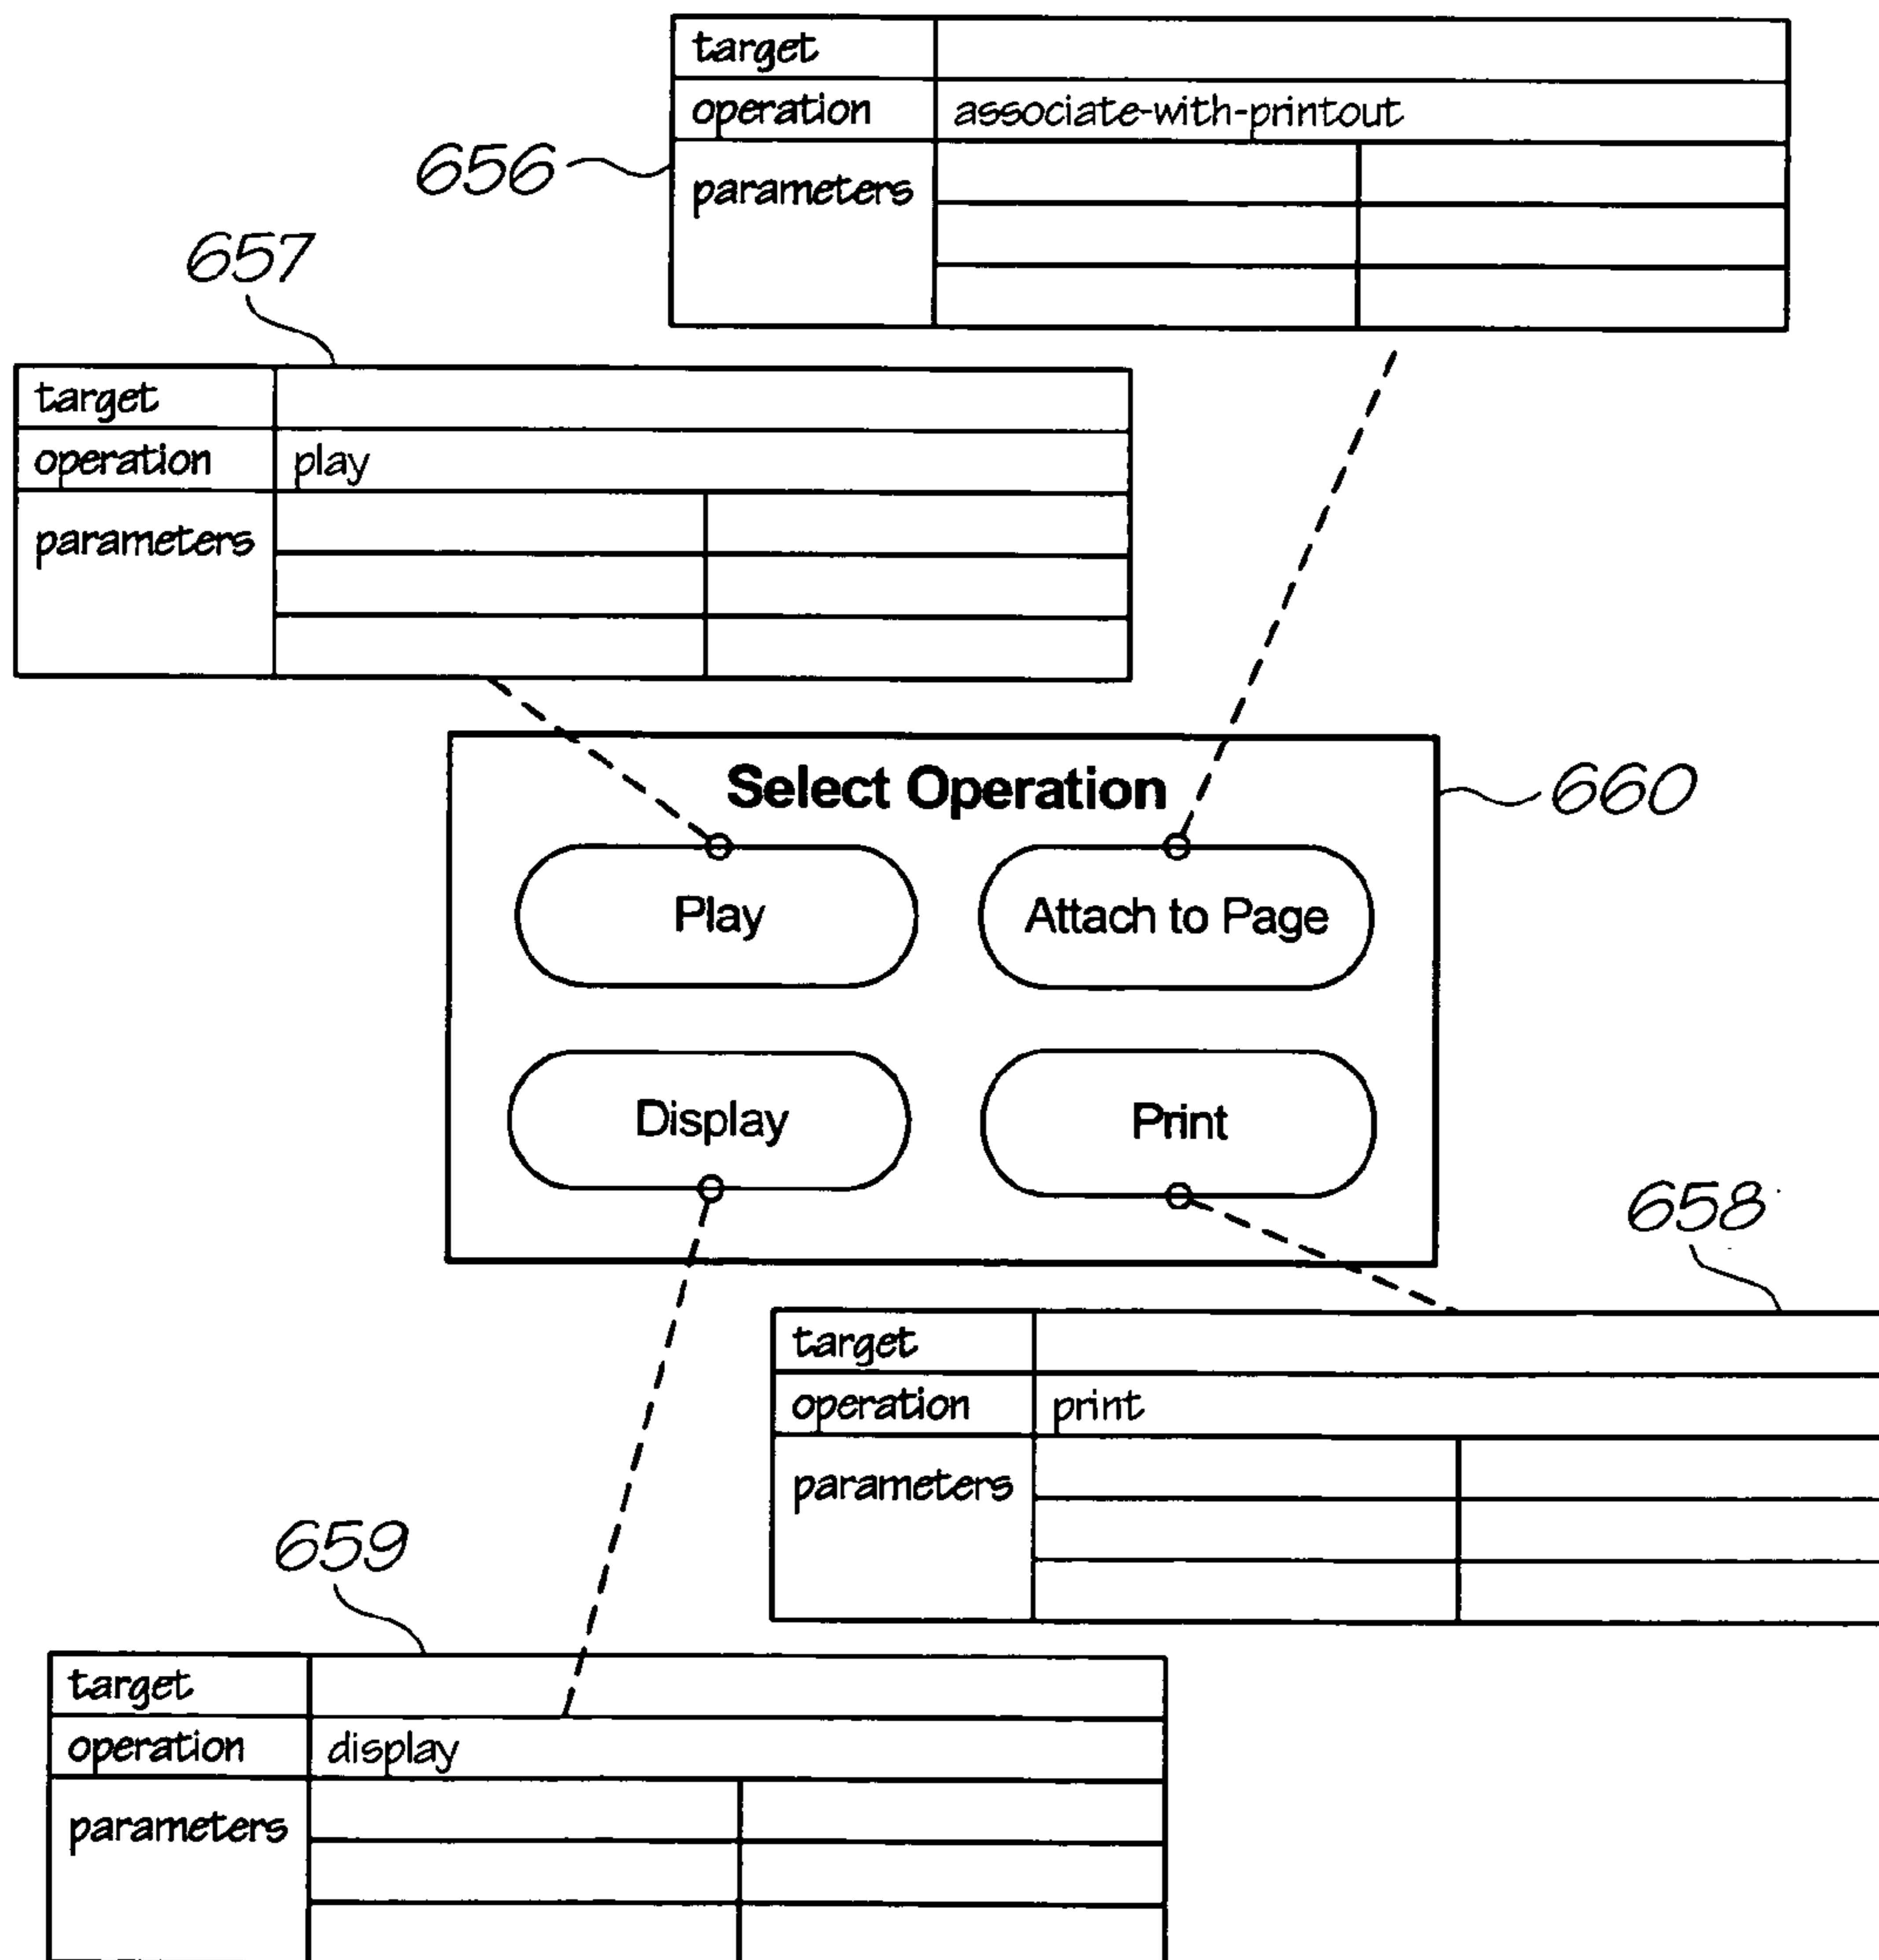 target
operation associate-with-printout
656
parameters
657
target
operation play
parameters
Select Operation
660
Play Attach to Page
Display Print
658
target
operation print
parameters
659
target
operation display
parameters